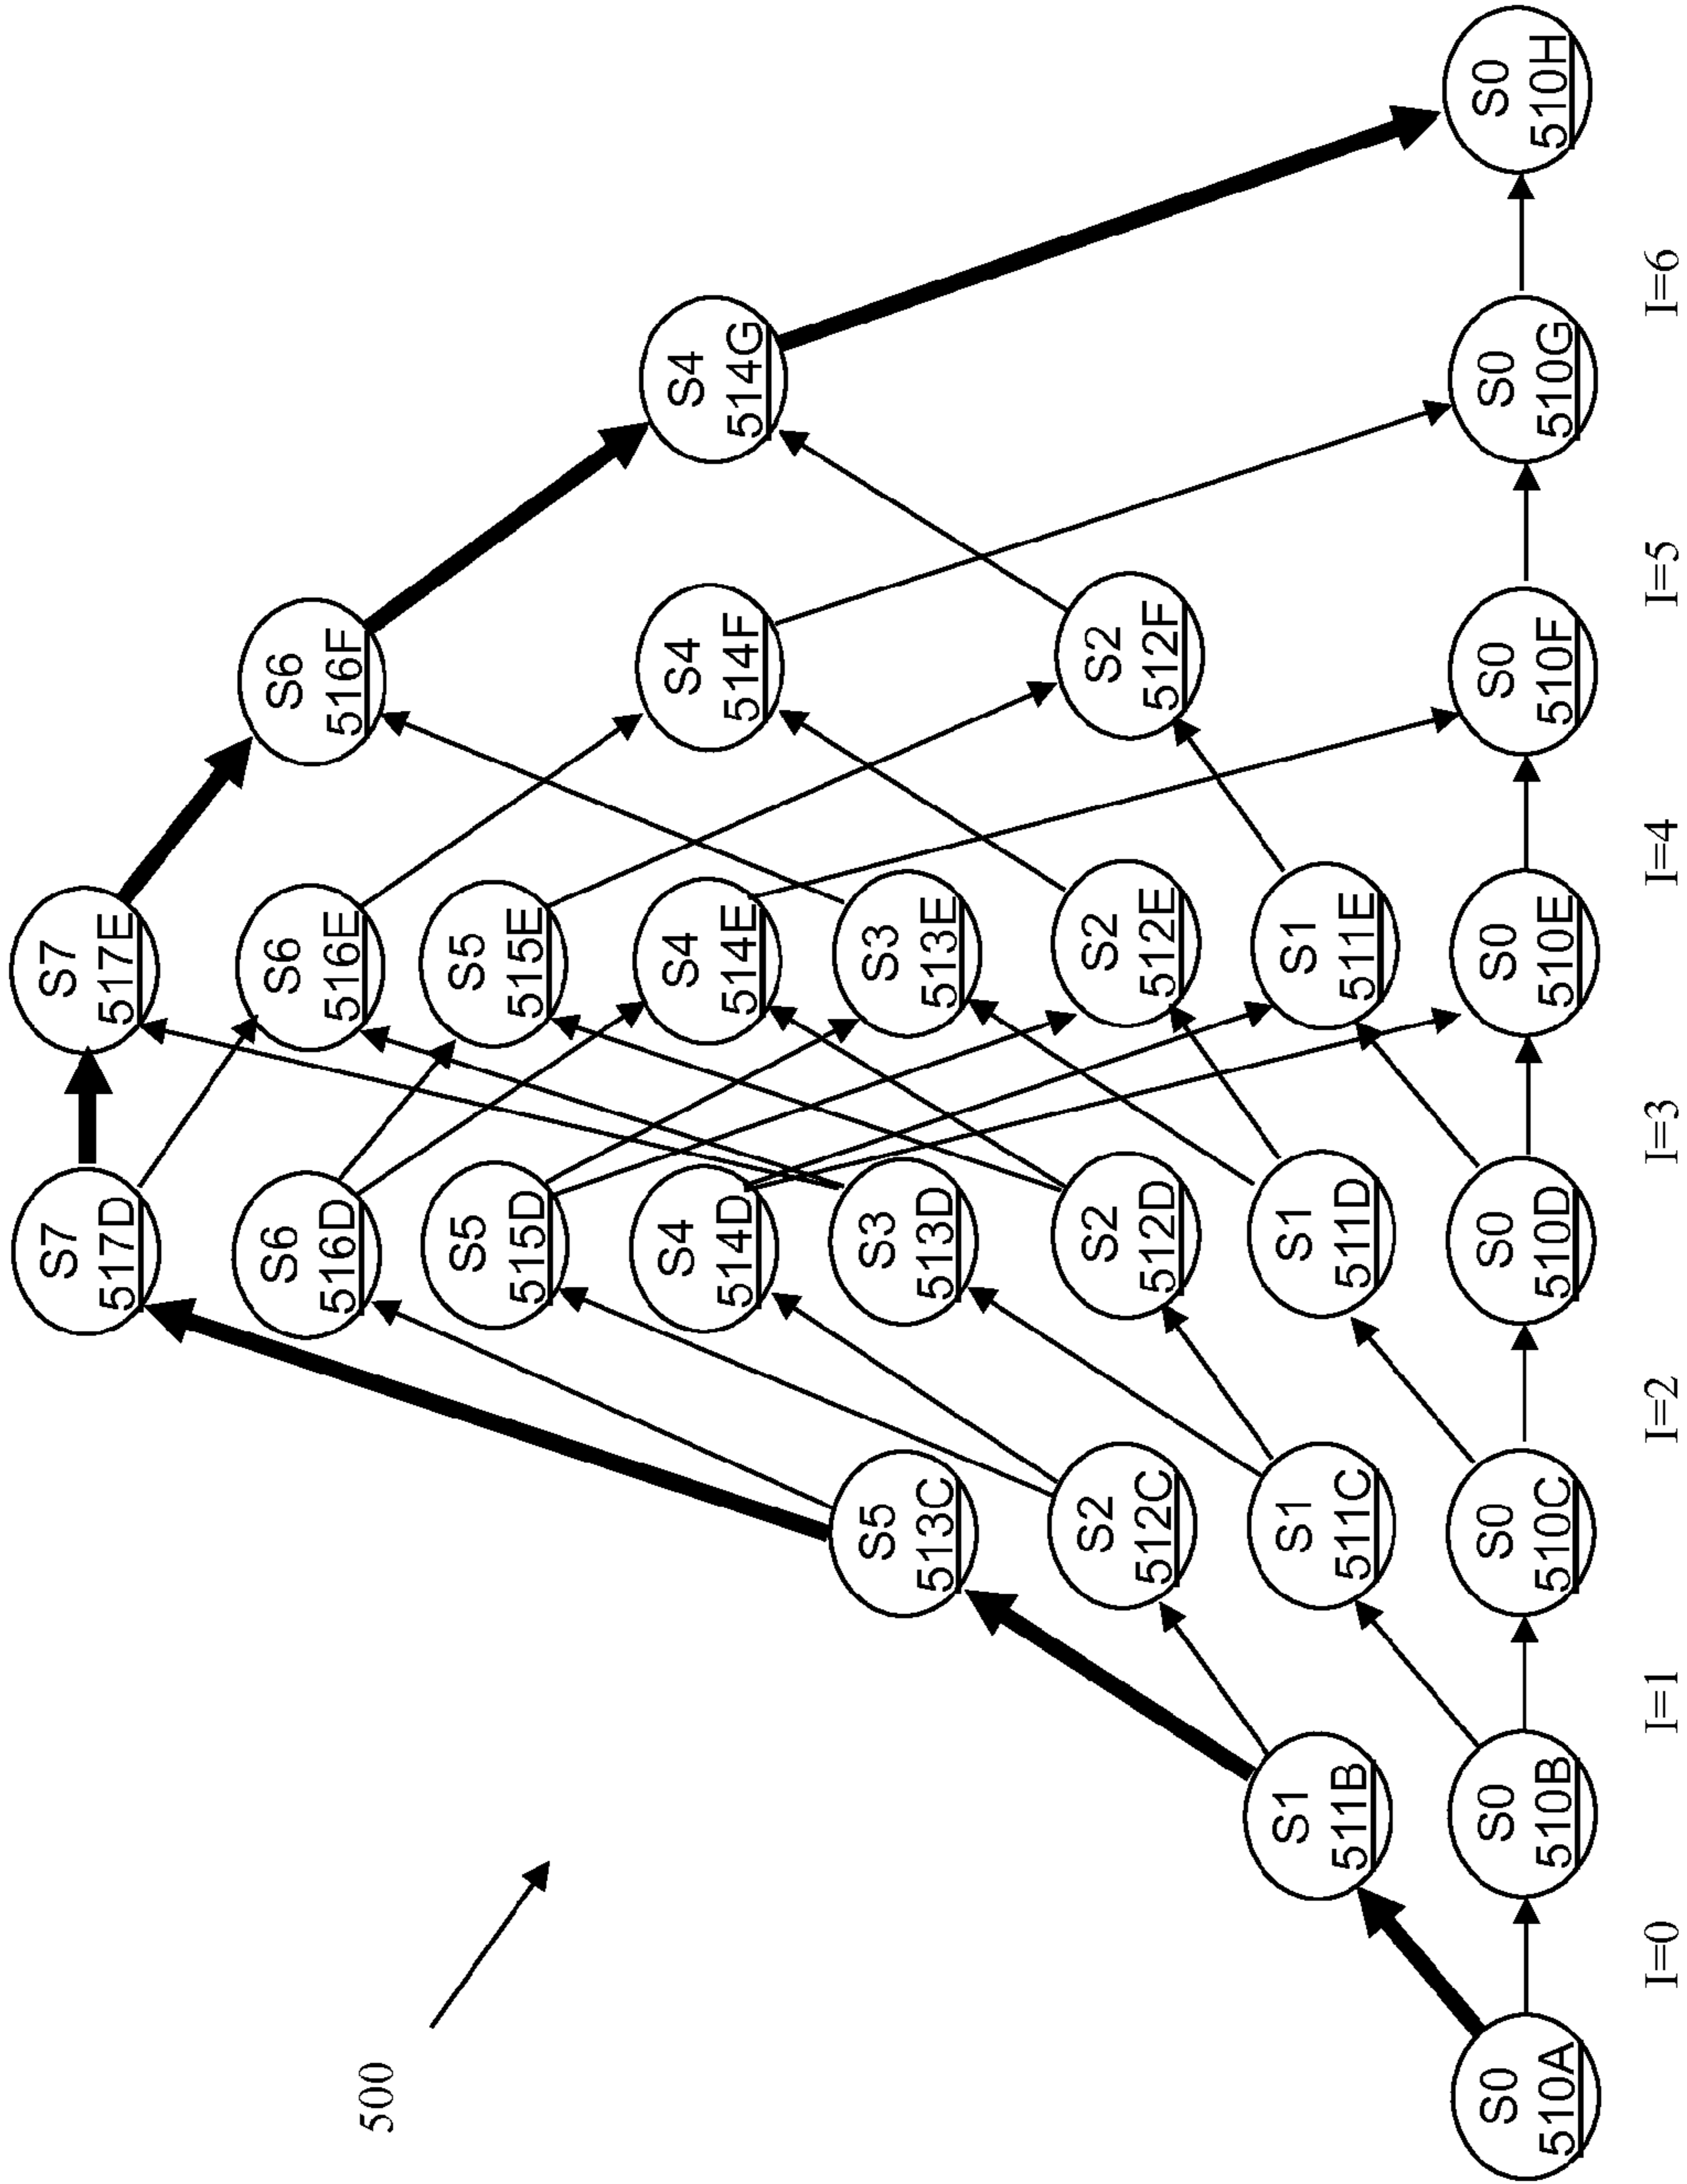 S7
517D
S7
517E
S6
516D
S6
516E
S6
516F
500
S5
515D
S5
515E
S4
514D
S4
514E
S4
514F
S4
514G
S5
513C
S3
513D
S3
513E
S2
512C
S2
512D
S2
512E
S2
512F
S1
511B
S1
511C
S1
511D
S1
511E
S0
510A
S0
510B
S0
510C
S0
510D
S0
510E
S0
510F
S0
510G
S0
510H
I=0
I=1
I=2
I=3
I=4
I=5
I=6